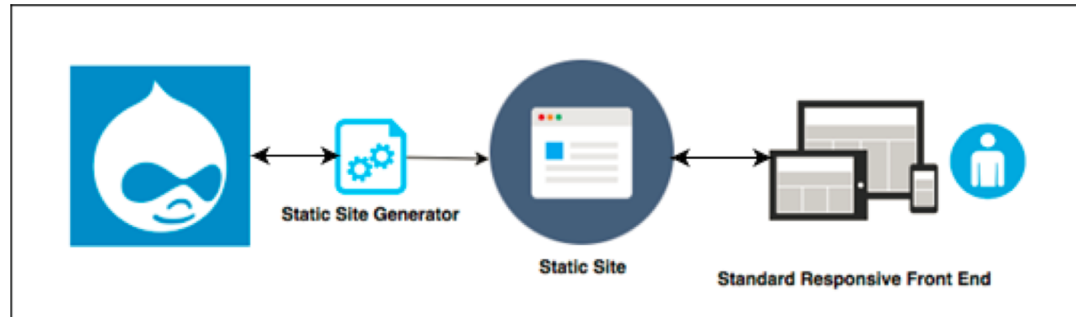 Static Site Generator
Static Site
Standard Responsive Front End